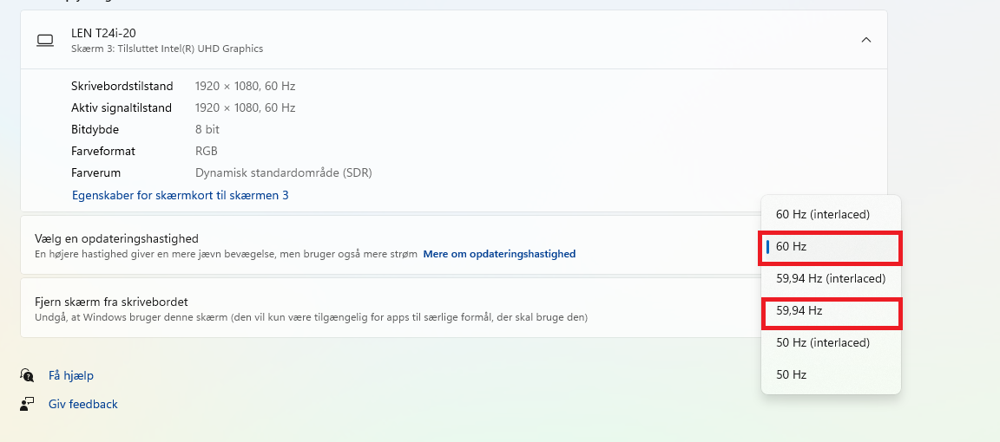 LEN T24i-20
Skærm 3: Tilsluttet Intel(R) UHD Graphics
Skrivebordstilstand 1920 × 1080, 60 Hz
Aktiv signaltilstand 1920 × 1080, 60 Hz
Bitdybde 8 bit
Farveformat RGB
Farverum Dynamisk standardområde (SDR)
Egenskaber for skærmkort til skærmen 3
Vælg en opdateringshastighed
En højere hastighed giver en mere jævn bevægelse, men bruger også mere strøm Mere om opdateringshastighed
Fjern skærm fra skrivebordet
Undgå, at Windows bruger denne skærm (den vil kun være tilgængelig for apps til særlige formål, der skal bruge den)
60 Hz (interlaced)
60 Hz
59,94 Hz (interlaced)
59,94 Hz
50 Hz (interlaced)
50 Hz
Få hjælp
Giv feedback